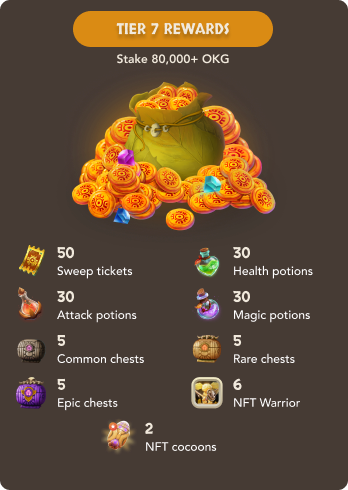 TIER 7 REWARDS
Stake 80,000+ OKG
50
Sweep tickets
30
Health potions
30
Attack potions
30
Magic potions
5
Common chests
5
Rare chests
5
Epic chests
6
NFT Warrior
2
NFT cocoons